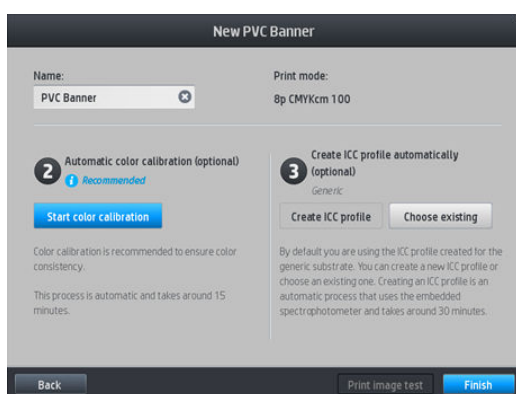 New PVC Banner
Name:
PVC Banner
Print mode:
8p CMYKcm 100
2
Automatic color calibration (optional)
Recommended
Start color calibration
Color calibration is recommended to ensure color
consistency.
This process is automatic and takes around 15
minutes.
3
Create ICC profile automatically
(optional)
Generic
Create ICC profile
Choose existing
By default you are using the ICC profile created for the
generic substrate. You can create a new ICC profile or
choose an existing one. Creating an ICC profile is an
automatic process that uses the embedded
spectrophotometer and takes around 30 minutes.
Back
Print image test
Finish